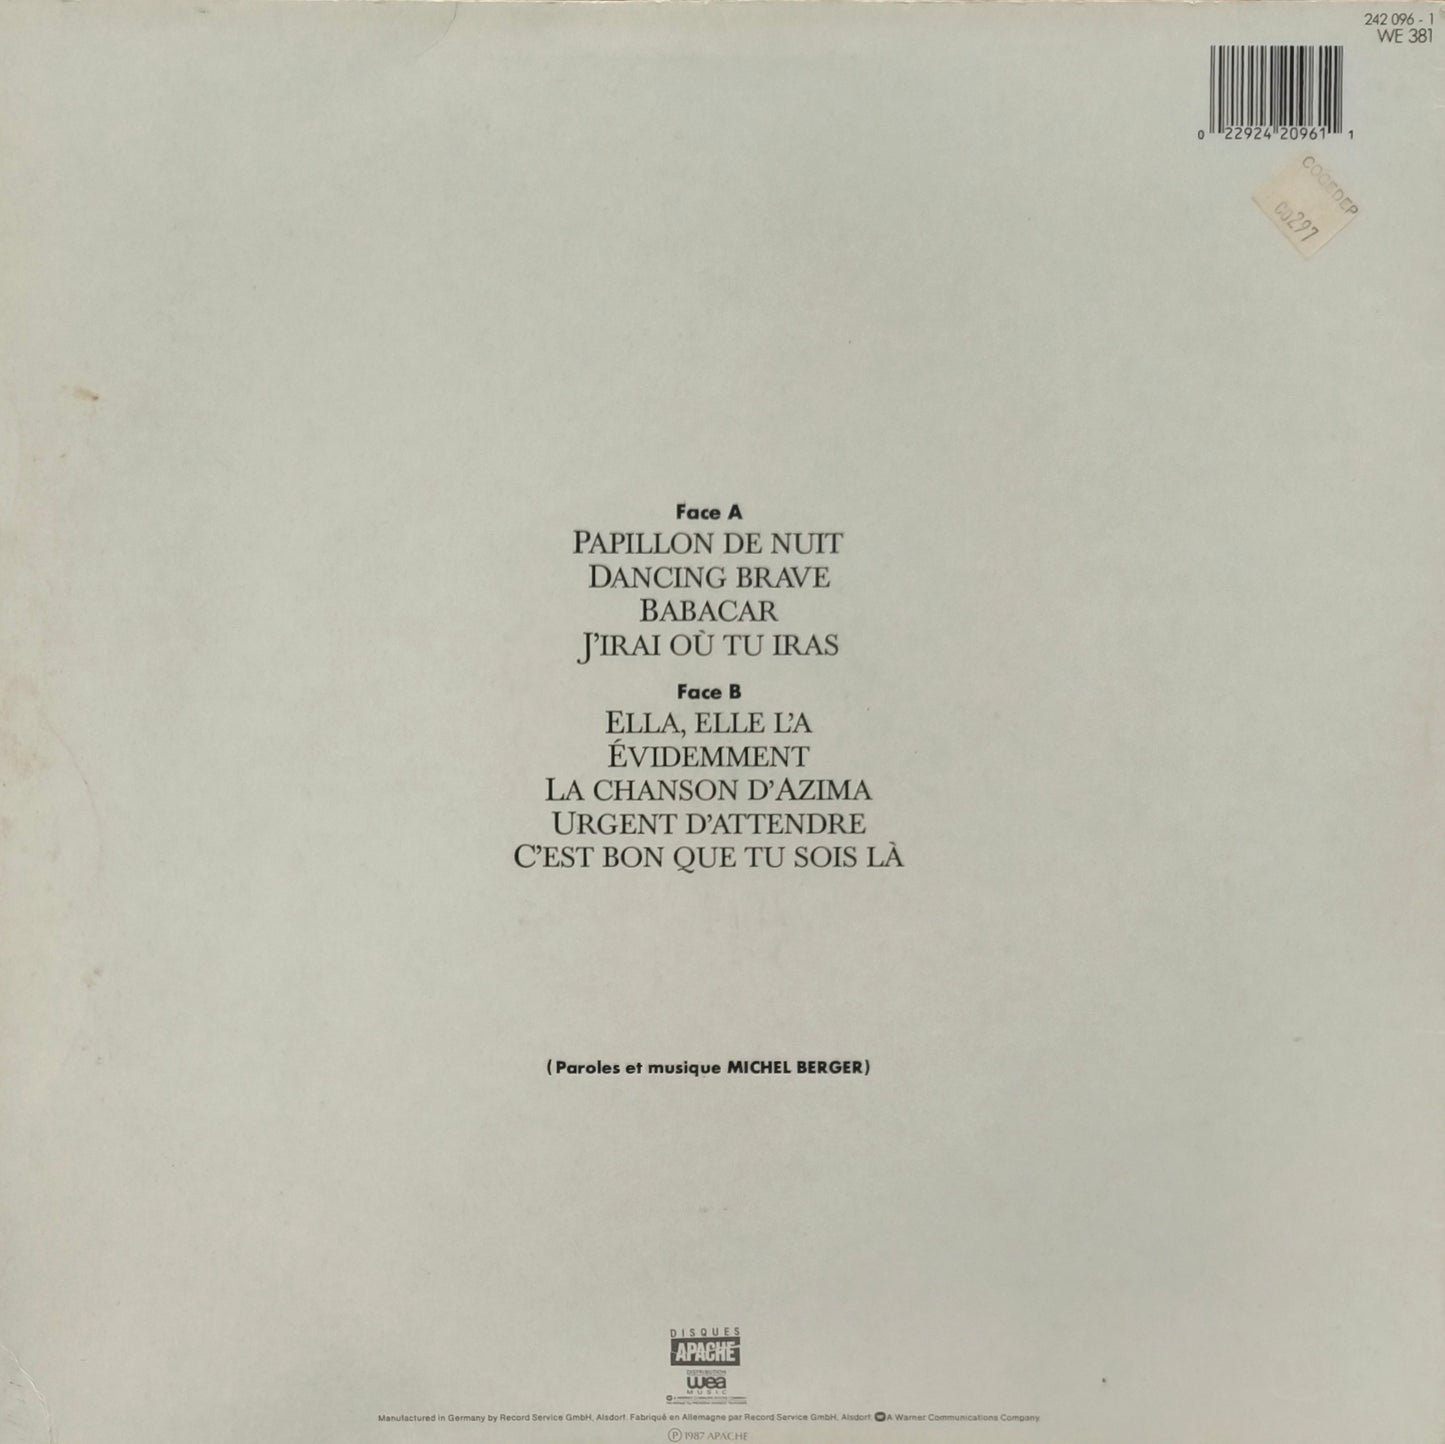 242 096 - 1
WE 381
0 22924 20961 1
COGEDEP
00297
Face A
PAPILLON DE NUIT
DANCING BRAVE
BABACAR
J'IRAI OÙ TU IRAS
Face B
ELLA, ELLE L'A
ÉVIDEMMENT
LA CHANSON D'AZIMA
URGENT D'ATTENDRE
C'EST BON QUE TU SOIS LÀ
(Paroles et musique MICHEL BERGER)
DISQUES
APACHE
DISTRIBUTION
wea
MUSIC
Manufactured in Germany by Record Service GmbH, Alsdorf. Fabriqué en Allemagne par Record Service GmbH, Alsdorf. A Warner Communications Company
Ⓟ 1987 APACHE